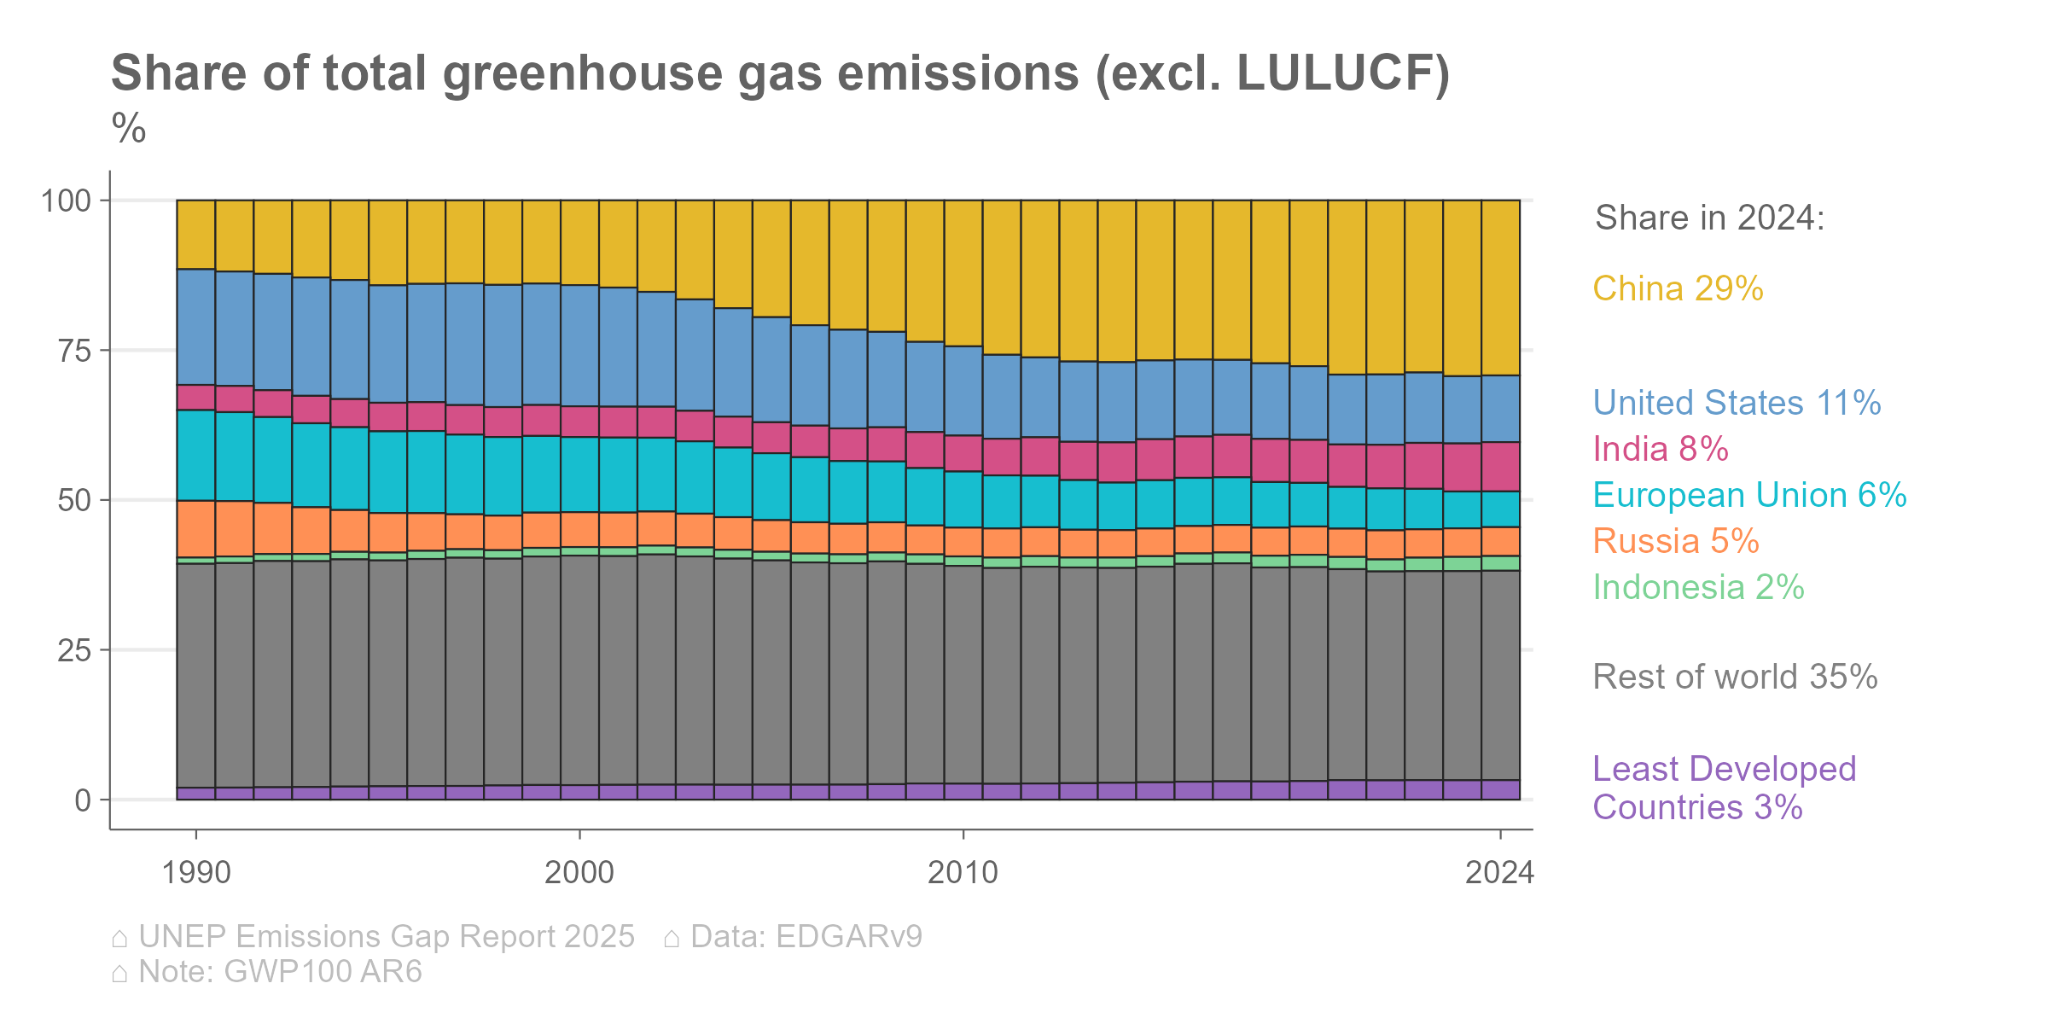 Share of total greenhouse gas emissions (excl. LULUCF)
%
100
75
50
25
0
1990
2000
2010
2024
Share in 2024:
China 29%
United States 11%
India 8%
European Union 6%
Russia 5%
Indonesia 2%
Rest of world 35%
Least Developed
Countries 3%
⌂ UNEP Emissions Gap Report 2025 ⌂ Data: EDGARv9
⌂ Note: GWP100 AR6